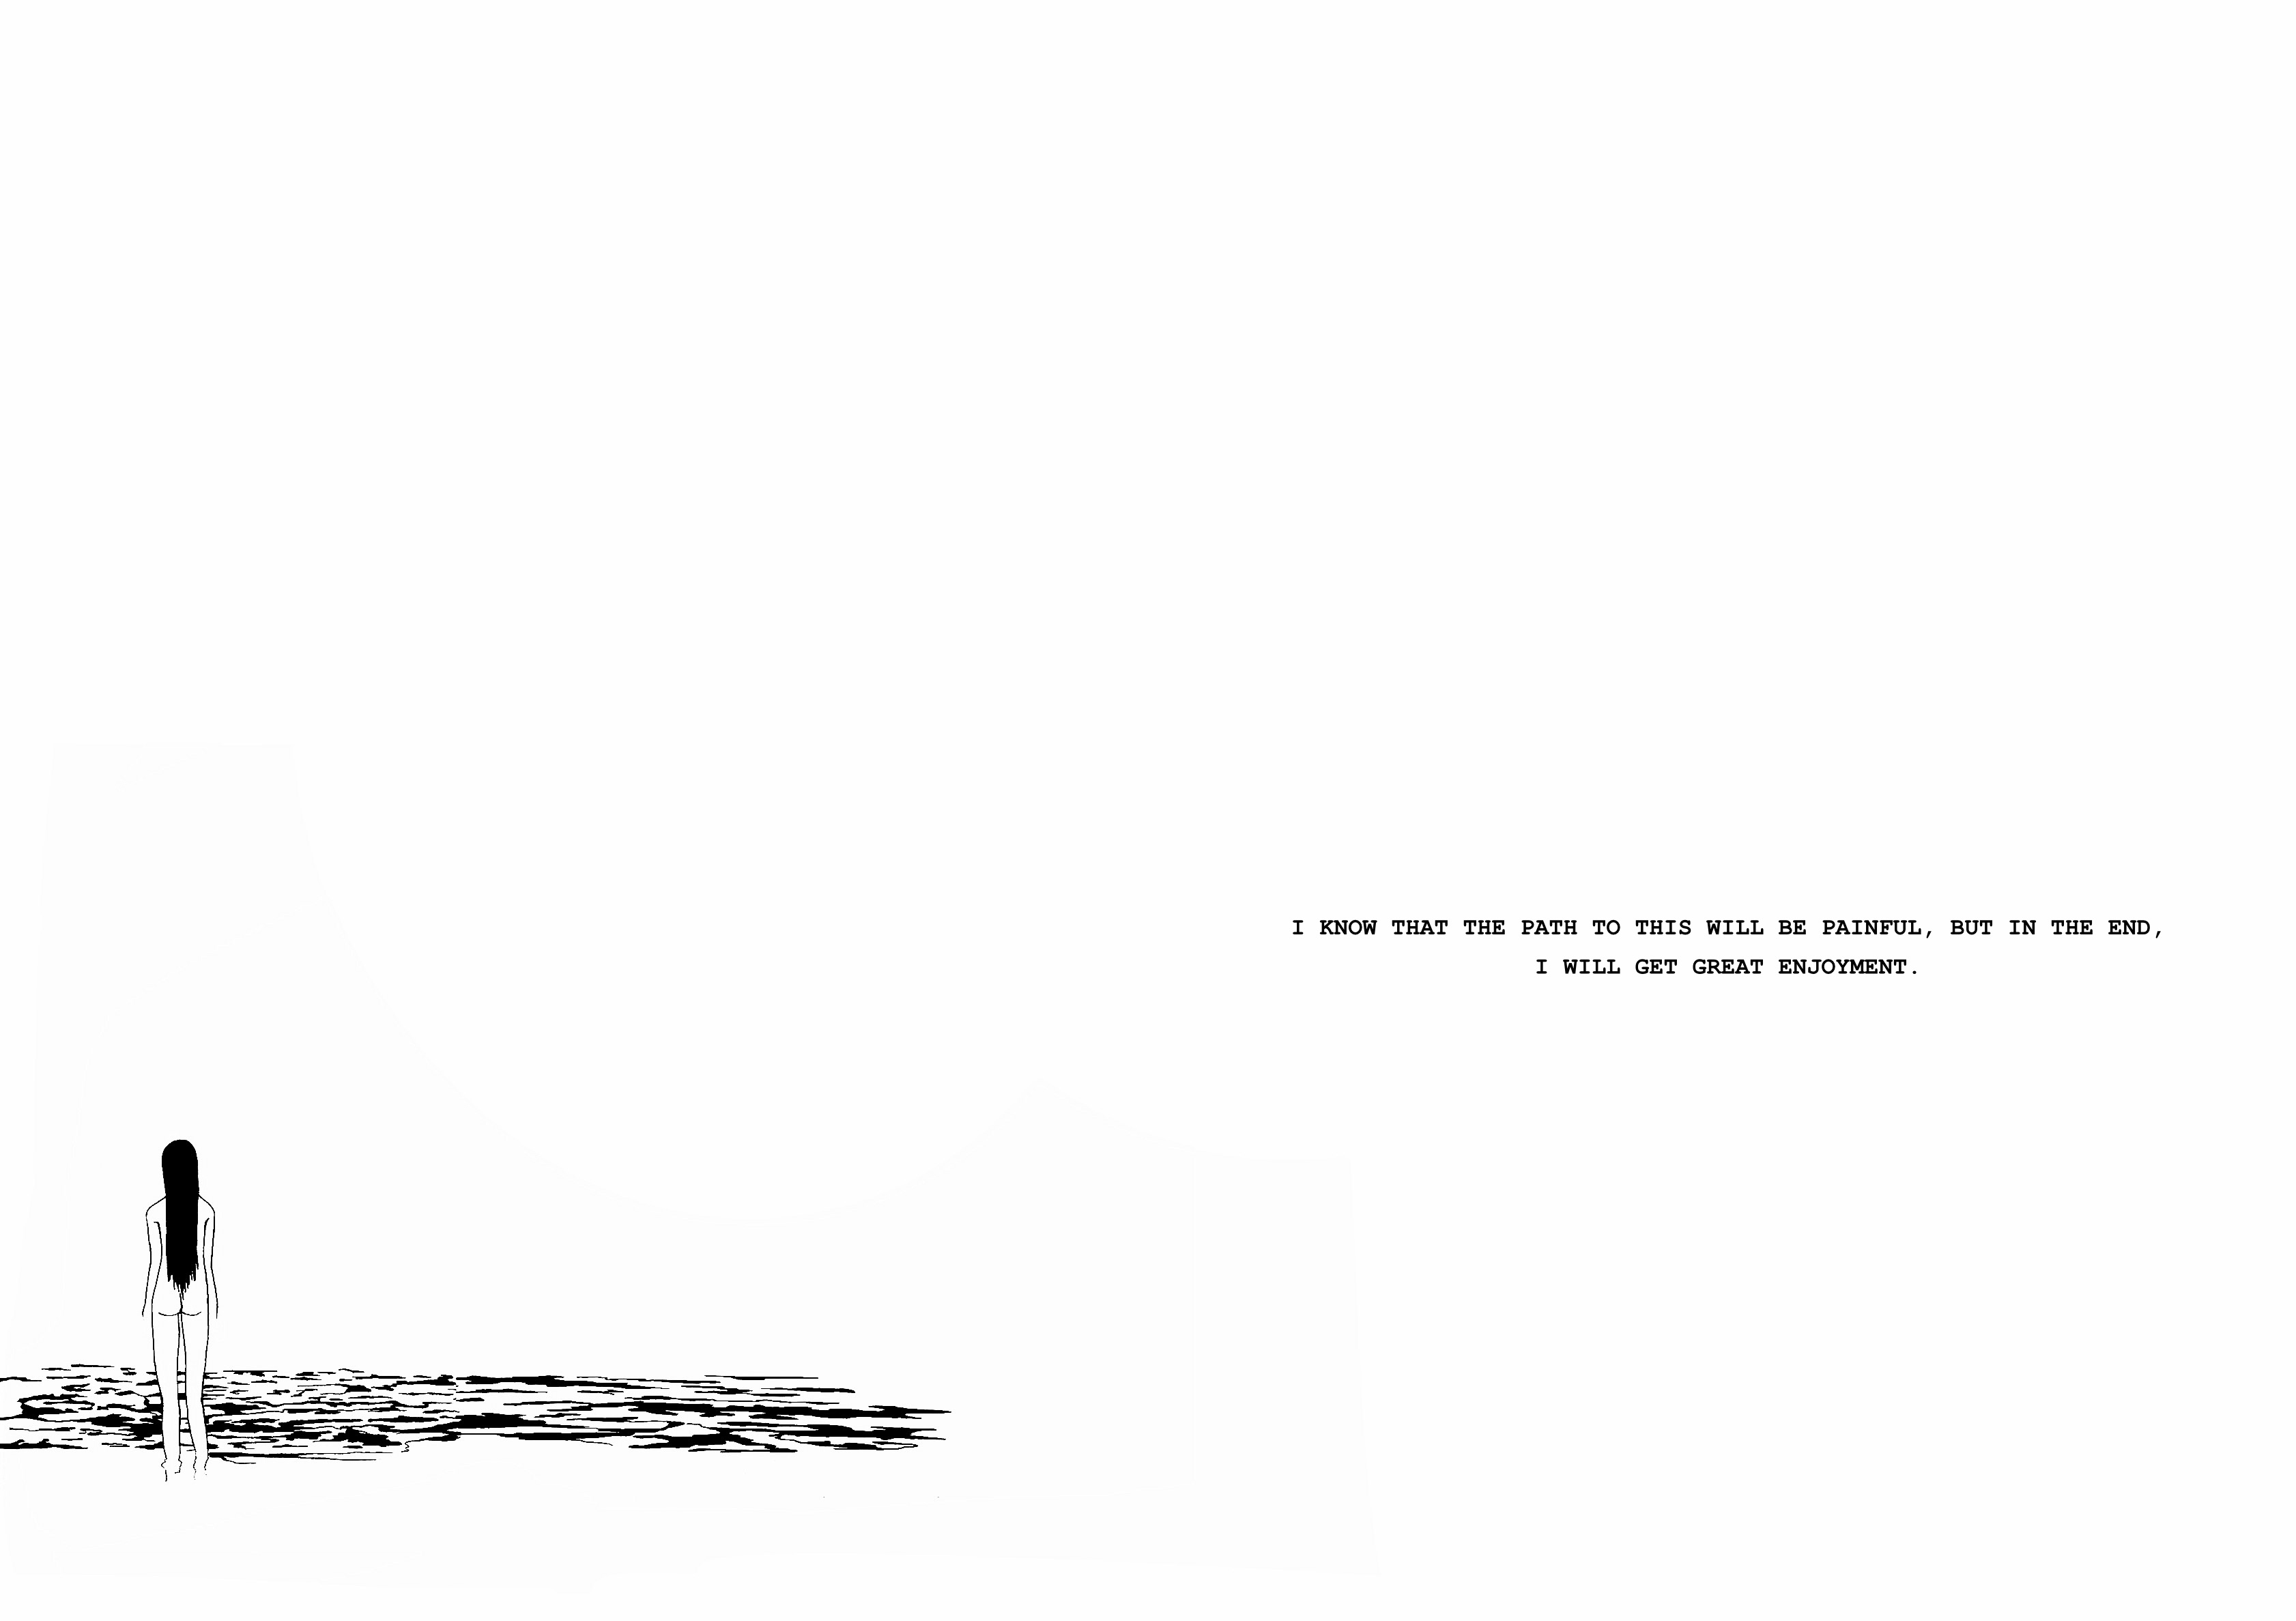 I KNOW THAT THE PATH TO THIS WILL BE PAINFUL, BUT IN THE END,
I WILL GET GREAT ENJOYMENT.